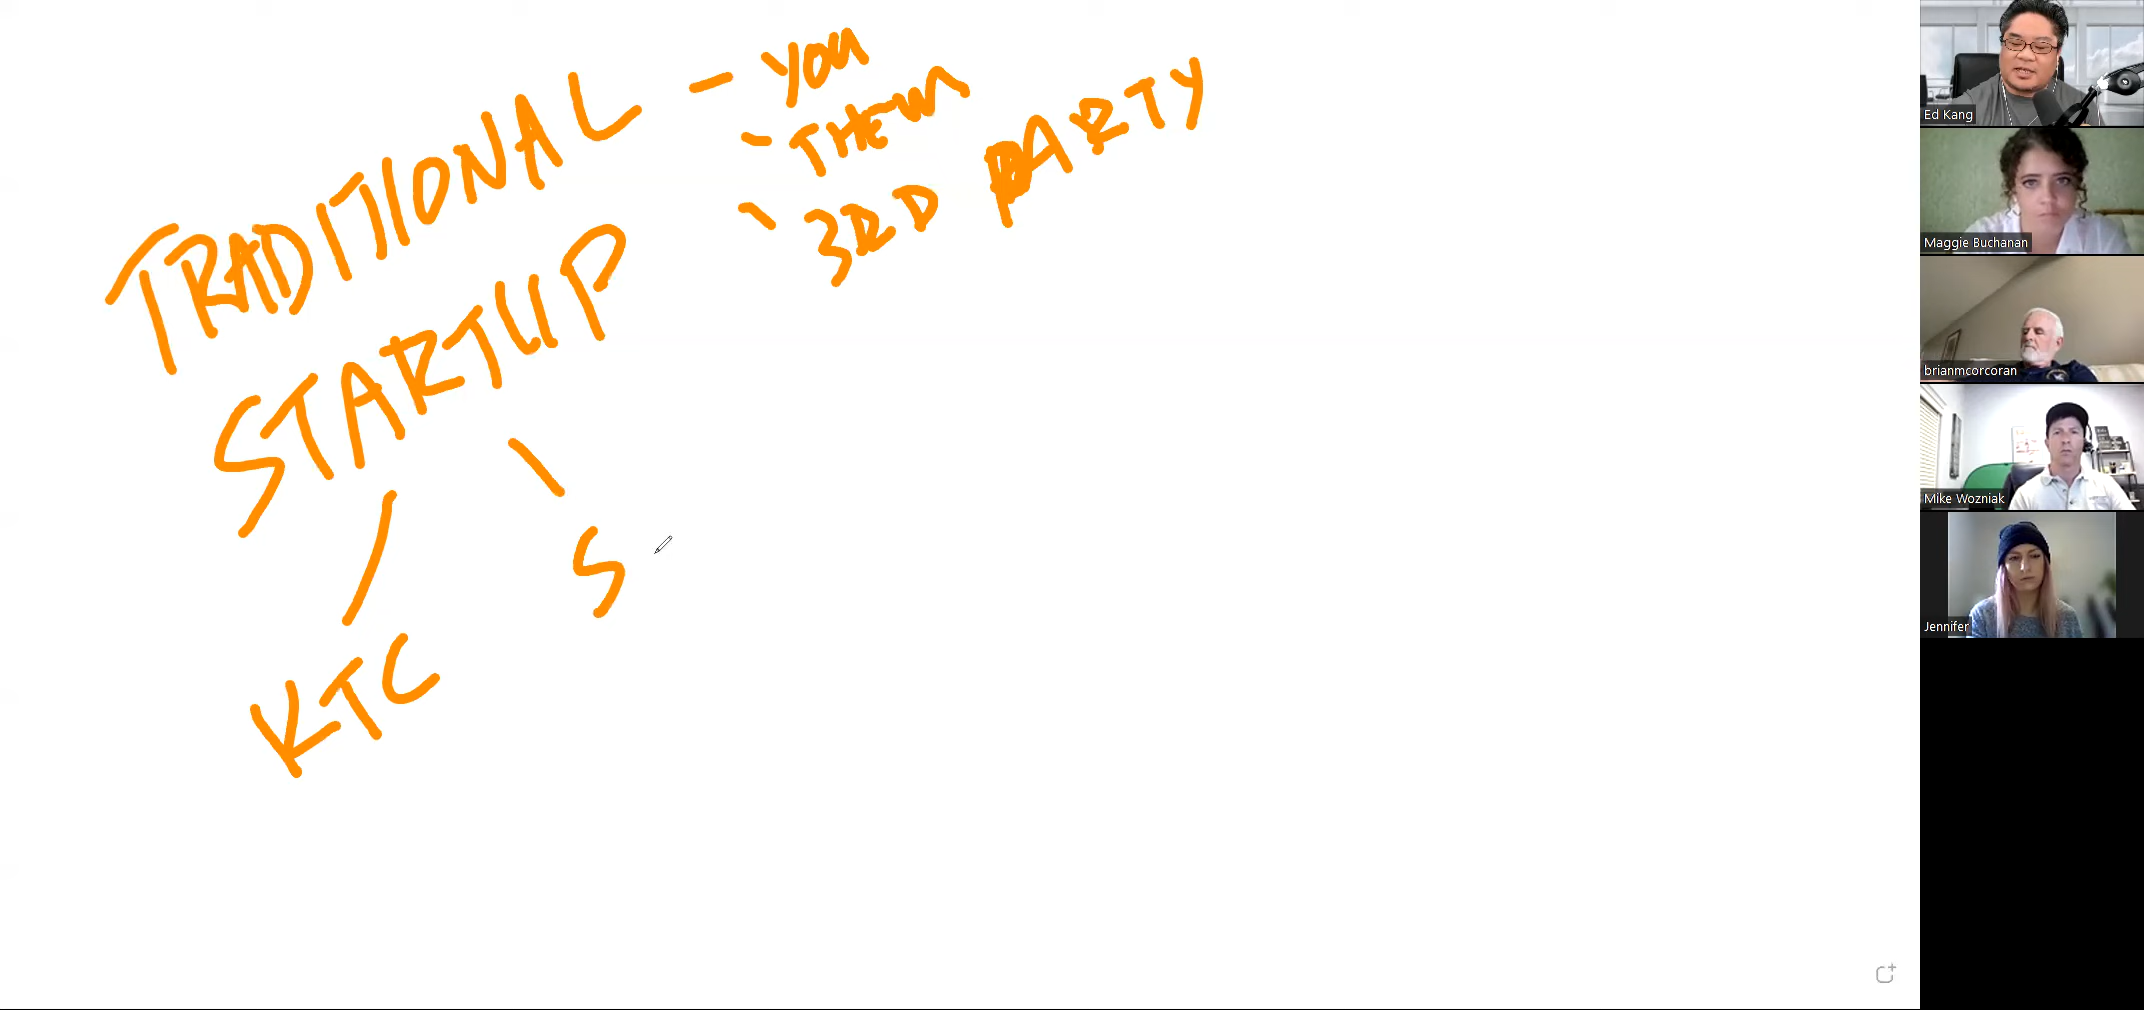 TRADITIONAL - YOU
- THEM
- 3RD PARTY
STARTUP
S
KTC
Ed Kang
Maggie Buchanan
brianmcorcoran
Mike Wozniak
Jennifer